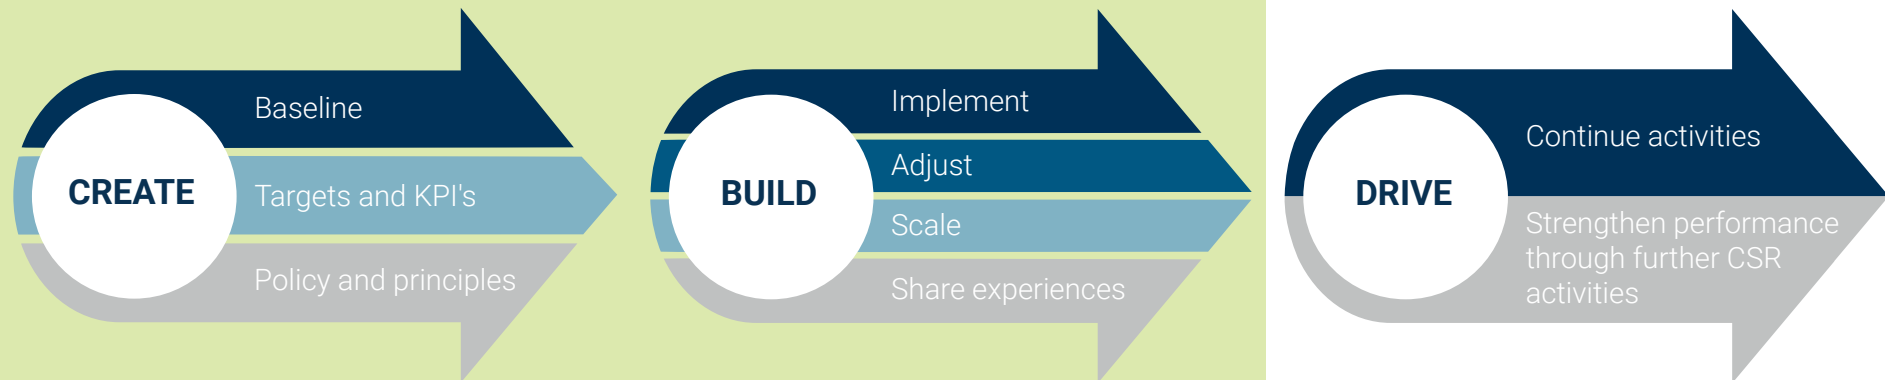 CREATE
Baseline
Targets and KPI's
Policy and principles
BUILD
Implement
Adjust
Scale
Share experiences
DRIVE
Continue activities
Strengthen performance
through further CSR
activities